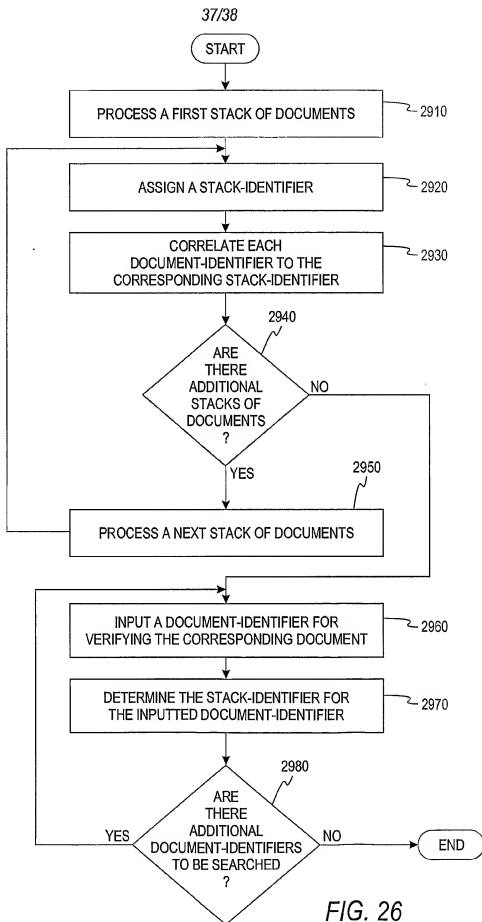 37/38
START
PROCESS A FIRST STACK OF DOCUMENTS
2910
ASSIGN A STACK-IDENTIFIER
2920
CORRELATE EACH
DOCUMENT-IDENTIFIER TO THE
CORRESPONDING STACK-IDENTIFIER
2930
2940
ARE
THERE
ADDITIONAL
STACKS OF
DOCUMENTS
?
NO
YES
2950
PROCESS A NEXT STACK OF DOCUMENTS
INPUT A DOCUMENT-IDENTIFIER FOR
VERIFYING THE CORRESPONDING DOCUMENT
2960
DETERMINE THE STACK-IDENTIFIER FOR
THE INPUTTED DOCUMENT-IDENTIFIER
2970
2980
ARE
THERE
ADDITIONAL
DOCUMENT-IDENTIFIERS
TO BE SEARCHED
?
YES
NO
END
FIG. 26